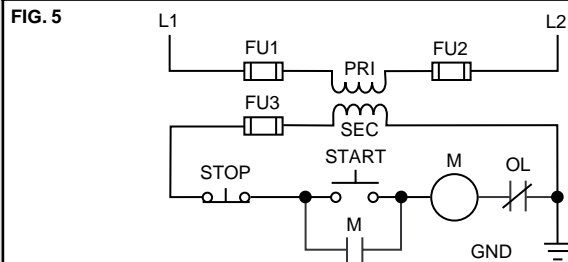 FIG. 5
L1 L2
FU1 FU2
PRI
FU3
SEC
START
STOP M OL
M
GND